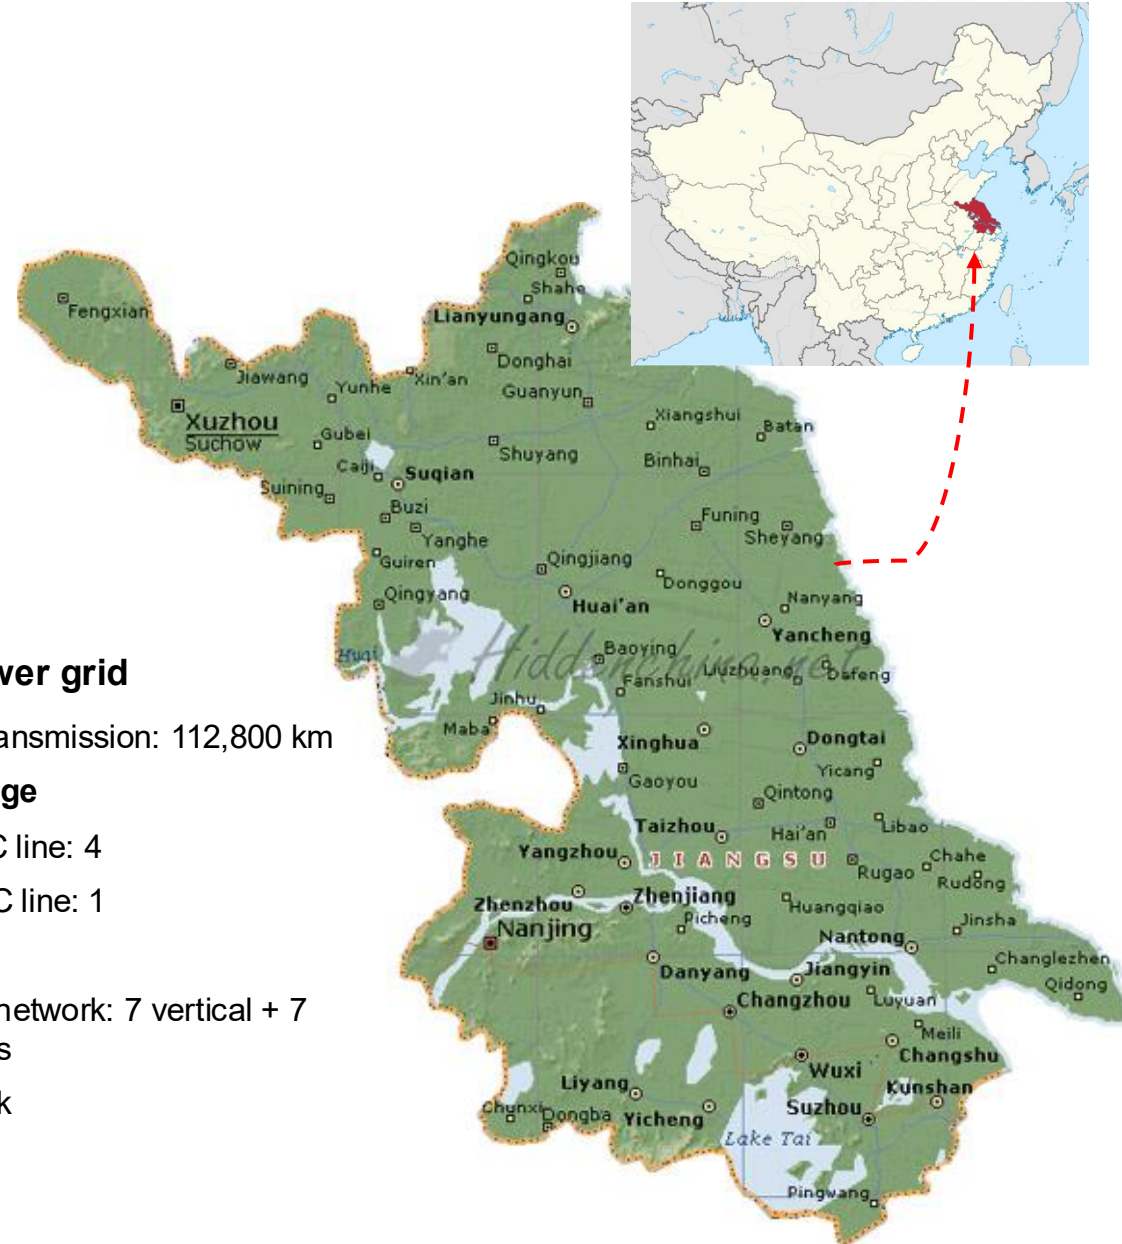 Qingkou
Shahe
Fengxian
Lianyungang
Donghai
Jiawang
Xin'an
Yunhe
Guanyun
Xuzhou
Suchow
Xiangshui
Batan
Gubei
Shuyang
Caiji
Suqian
Binhai
Suining
Buzi
Funing
Yanghe
Sheyang
Guiren
Qingjiang
Donggou
Qingyang
Huai'an
Nanyang
Yancheng
Baoying
Hiddenchina.net
Liuzhuang
Dafeng
Fanshui
wer grid
Jinhu
Maba
ansmission: 112,800 km
Xinghua
Dongtai
Yicang
Gaoyou
ge
Qintong
Taizhou
Hai'an
Libao
C line: 4
Yangzhou
JIANGSU
Chahe
Rugao
Rudong
C line: 1
Zhenzhou
Zhenjiang
Huangqiao
Picheng
Jinsha
Nanjing
Nantong
Changlezhen
Danyang
Jiangyin
Qidong
Luyuan
Changzhou
network: 7 vertical + 7
Meili
s
Changshu
Wuxi
Liyang
Kunshan
k
Chunxi
Dongba
Yicheng
Suzhou
Lake Tai
Pingwang